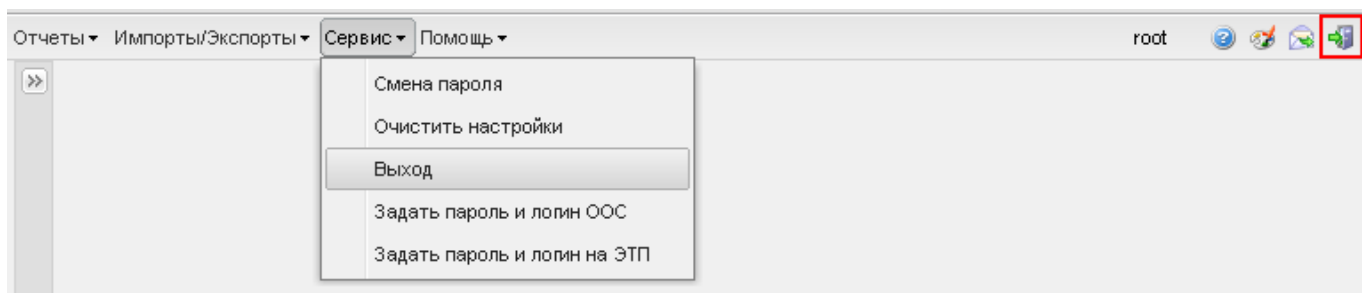 Отчеты Импорты/Экспорты Сервис Помощь root
Смена пароля
Очистить настройки
Выход
Задать пароль и логин ООС
Задать пароль и логин на ЭТП